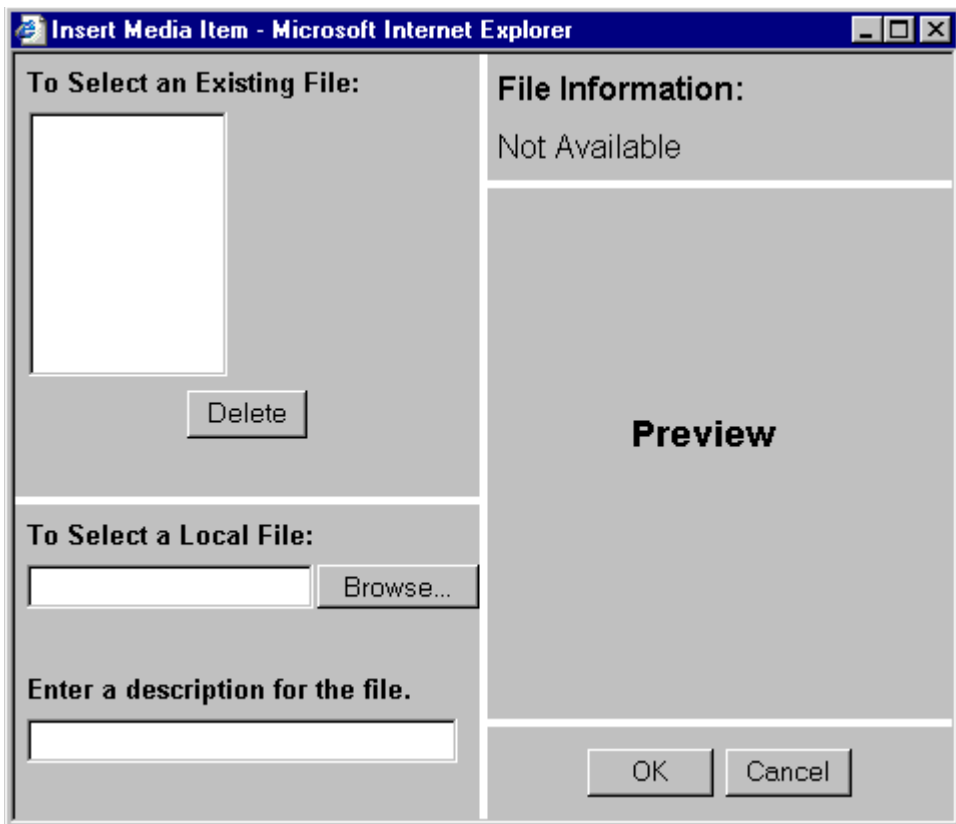 Insert Media Item - Microsoft Internet Explorer
To Select an Existing File:
Delete
To Select a Local File:
Browse...
Enter a description for the file.
File Information:
Not Available
Preview
OK
Cancel